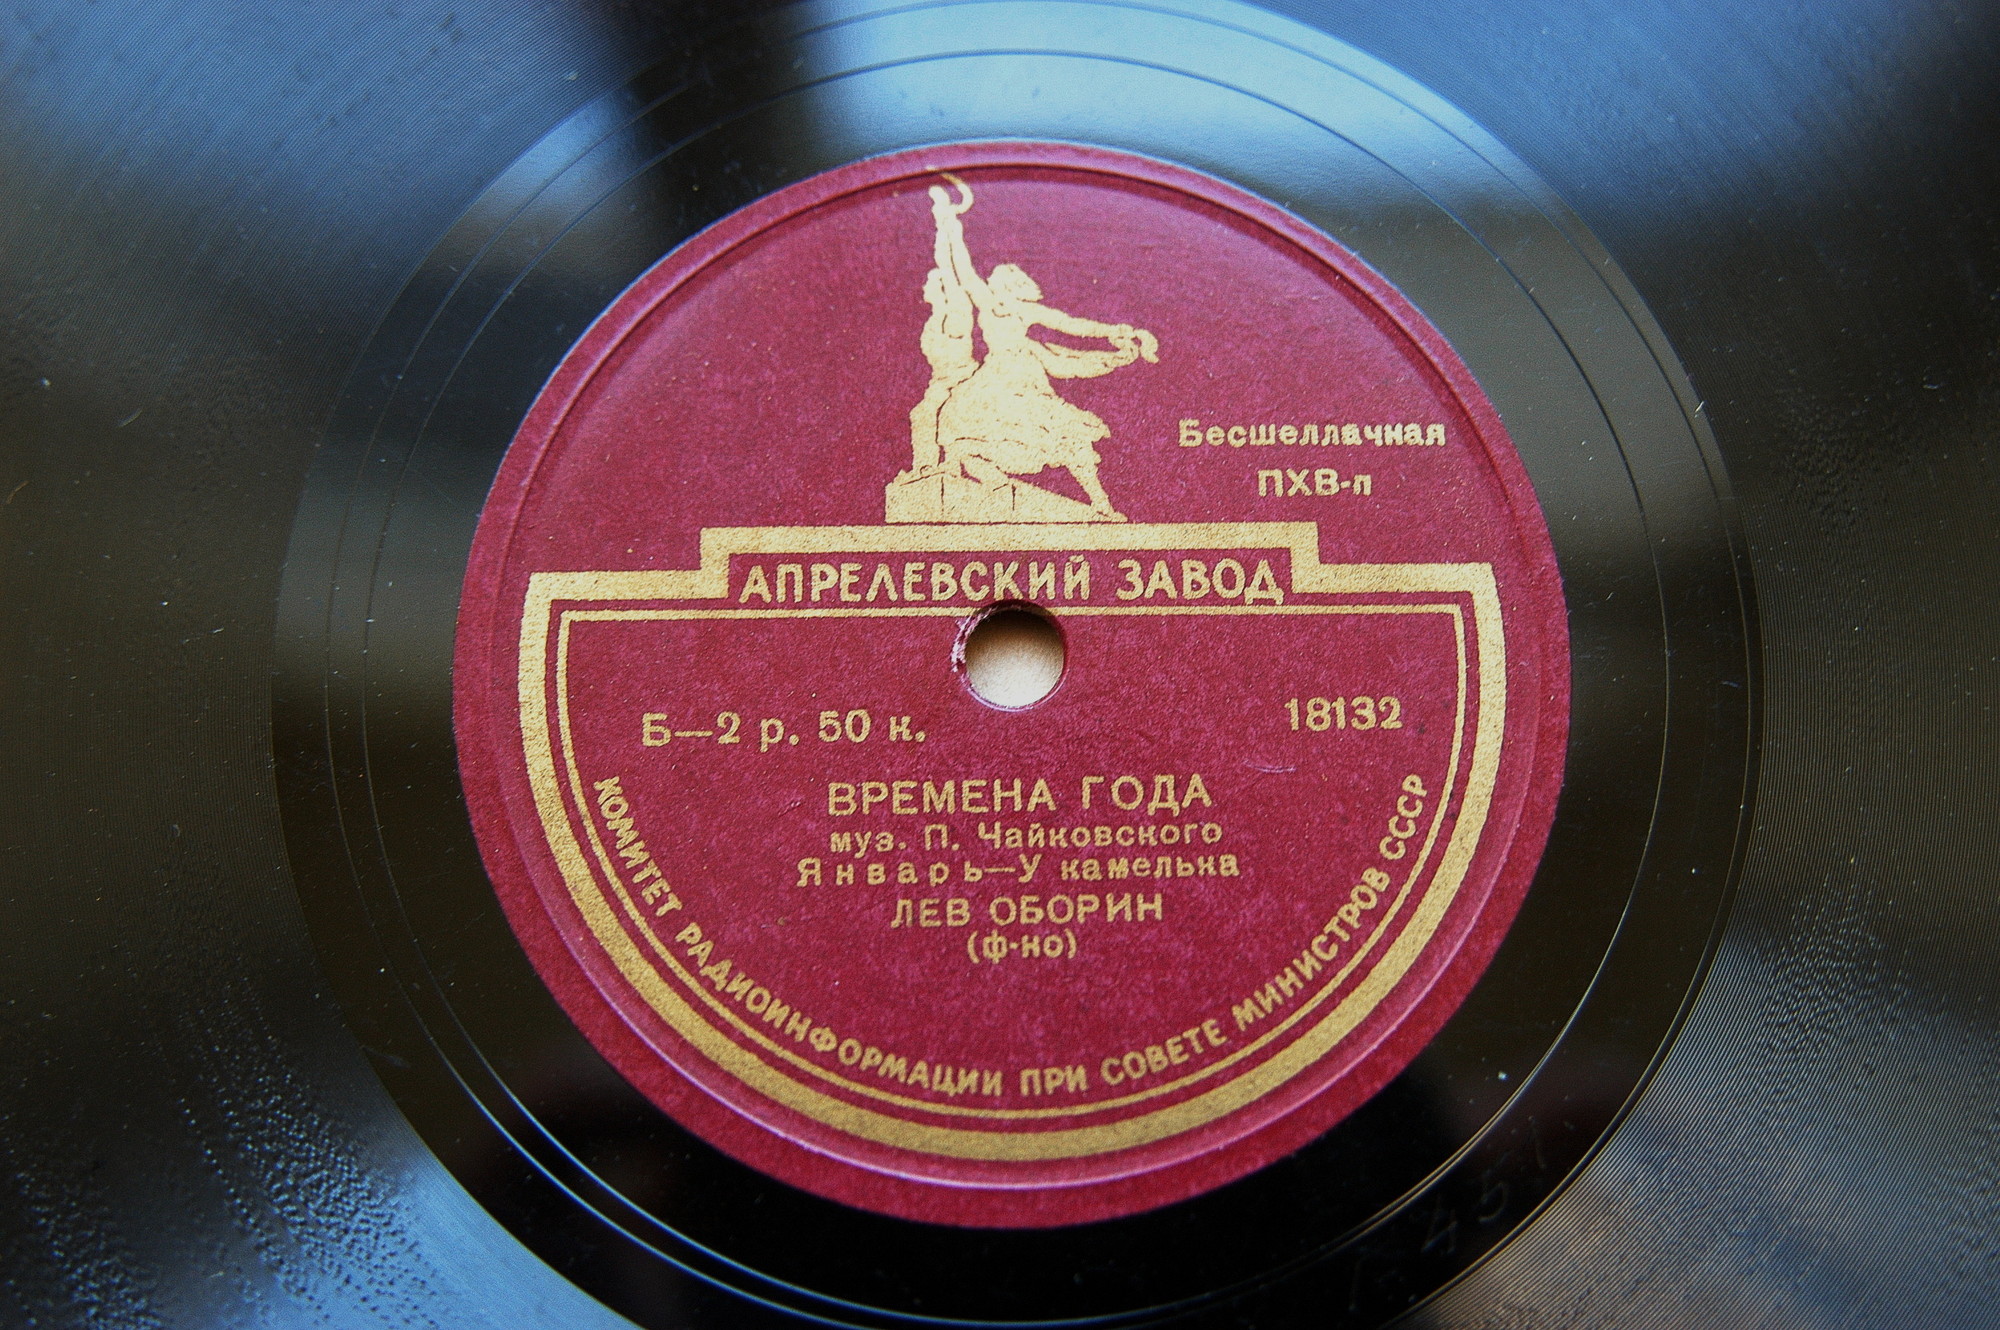 Бесшеллачная
ПХВ-п
АПРЕЛЕВСКИЙ ЗАВОД
Б—2 р. 50 к.
18132
ВРЕМЕНА ГОДА
муз. П. Чайковского
Январь—У камелька
ЛЕВ ОБОРИН
(ф-но)
КОМИТЕТ РАДИОИНФОРМАЦИИ ПРИ СОВЕТЕ МИНИСТРОВ СССР